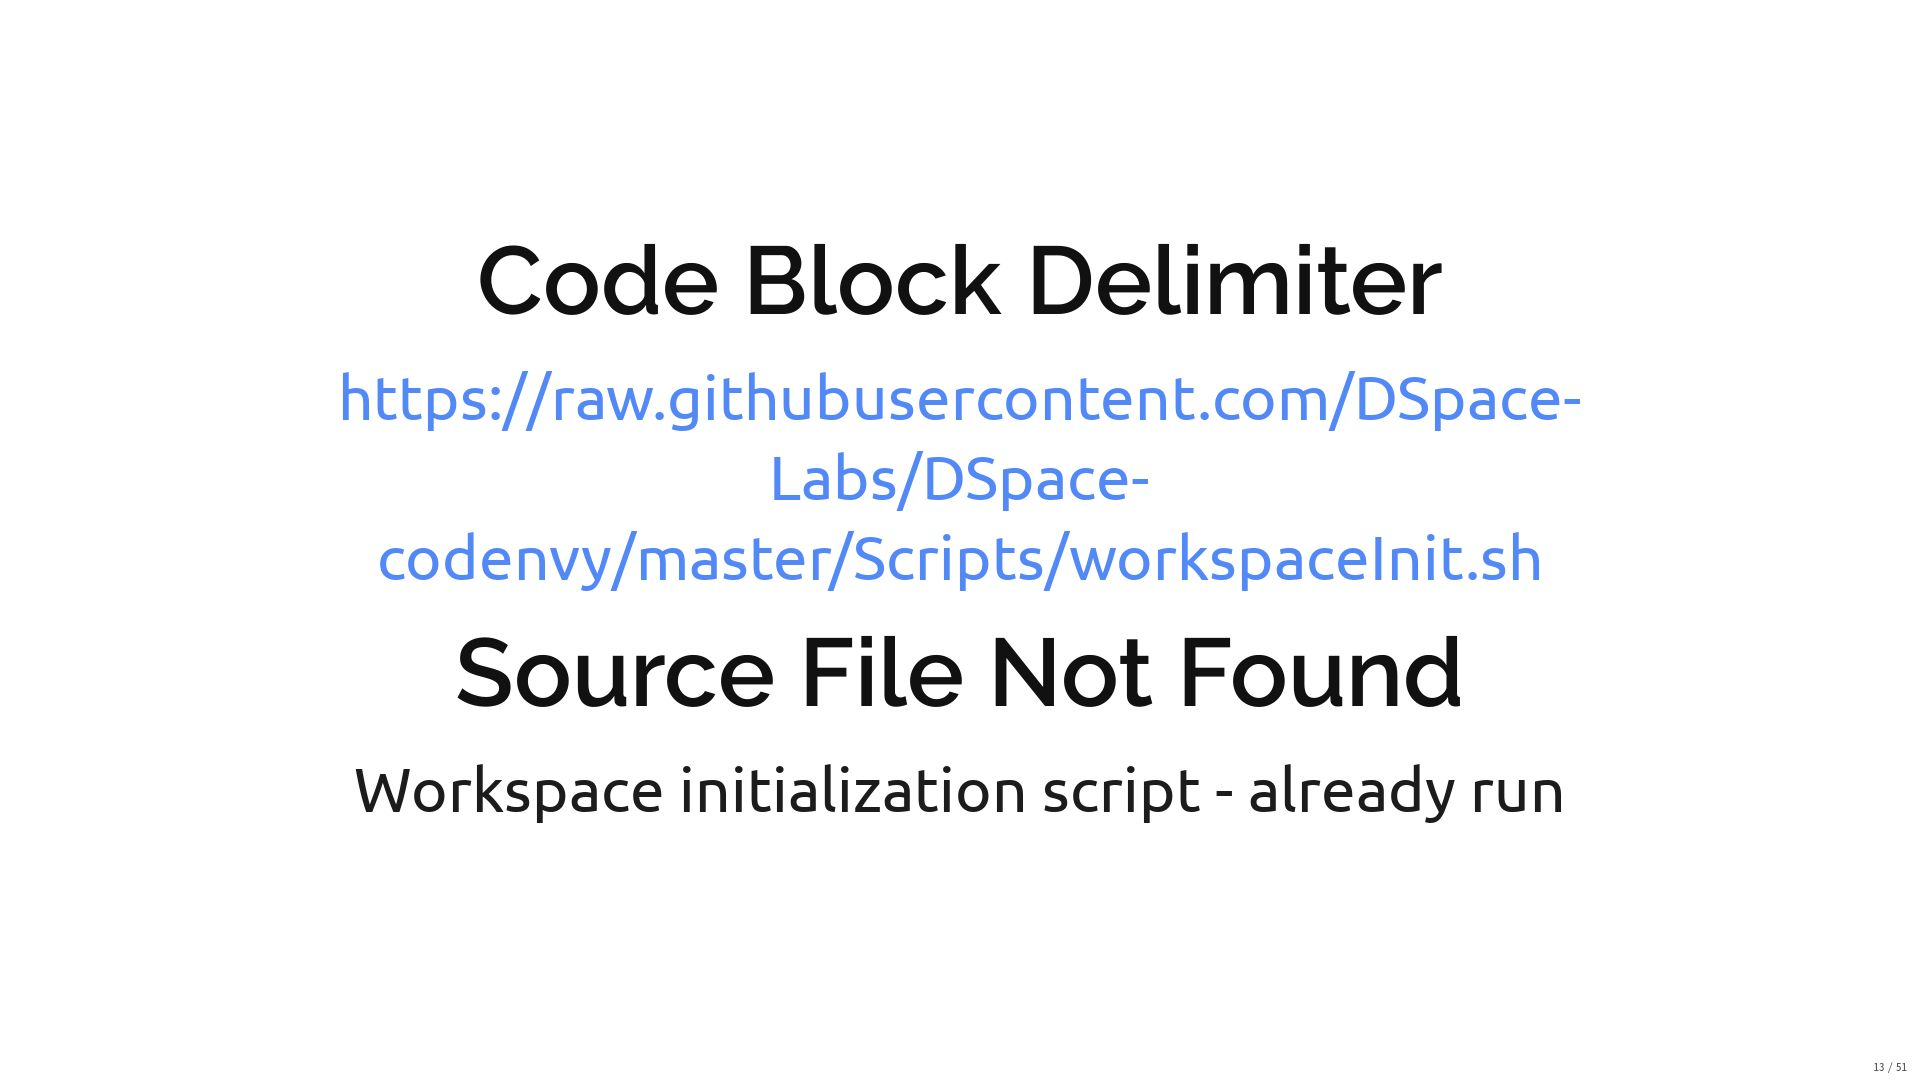 Code Block Delimiter
https://raw.githubusercontent.com/DSpace-
Labs/DSpace-
codenvy/master/Scripts/workspaceInit.sh
Source File Not Found
Workspace initialization script - already run
13 / 51